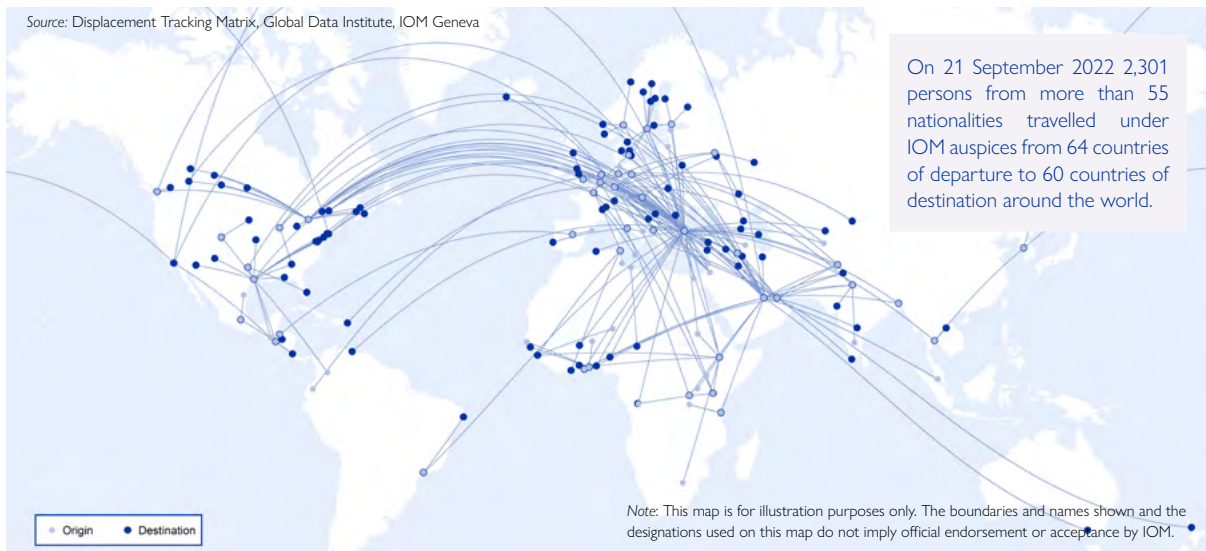 Source: Displacement Tracking Matrix, Global Data Institute, IOM Geneva
On 21 September 2022 2,301
persons from more than 55
nationalities travelled under
IOM auspices from 64 countries
of departure to 60 countries of
destination around the world.
Origin Destination
Note: This map is for illustration purposes only. The boundaries and names shown and the
designations used on this map do not imply official endorsement or acceptance by IOM.